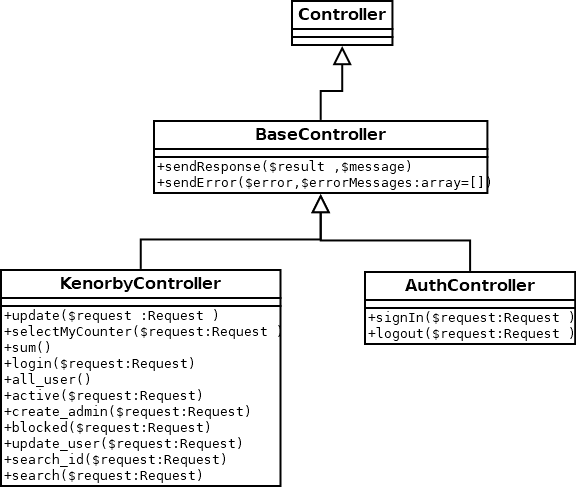 Controller
BaseController
+sendResponse($result ,$message)
+sendError($error,$errorMessages:array=[])
KenorbyController
+update($request :Request )
+selectMyCounter($request:Request )
+sum()
+login($request:Request)
+all_user()
+active($request:Request)
+create_admin($request:Request)
+blocked($request:Request)
+update_user($request:Request)
+search_id($request:Request)
+search($request:Request)
AuthController
+signIn($request:Request )
+logout($request:Request )